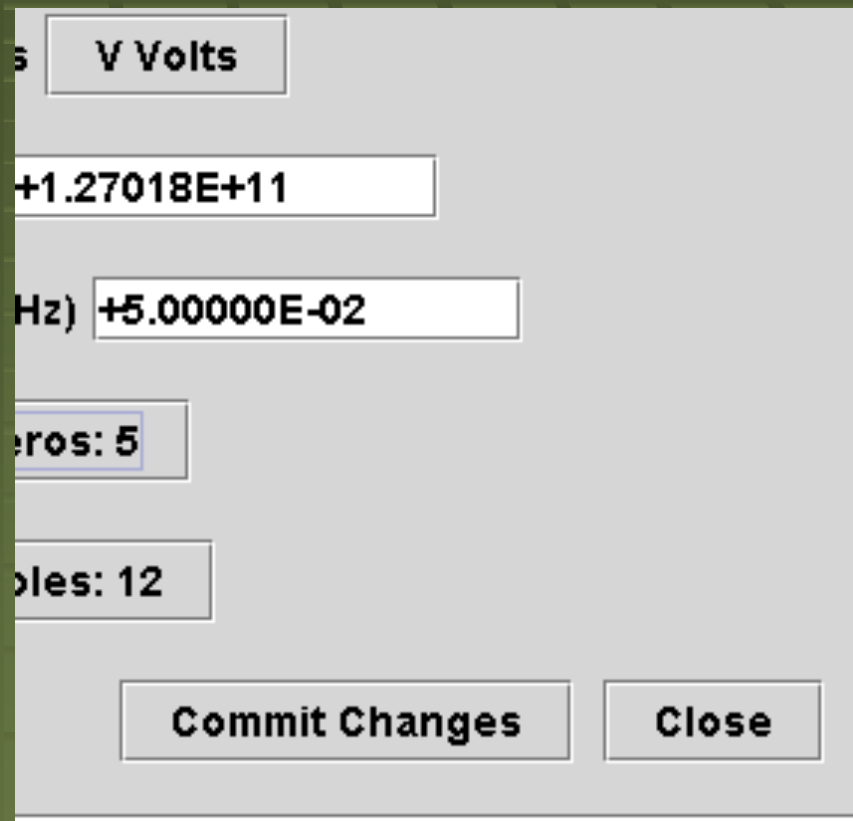 s V Volts
+1.27018E+11
Hz) +5.00000E-02
eros: 5
oles: 12
Commit Changes Close